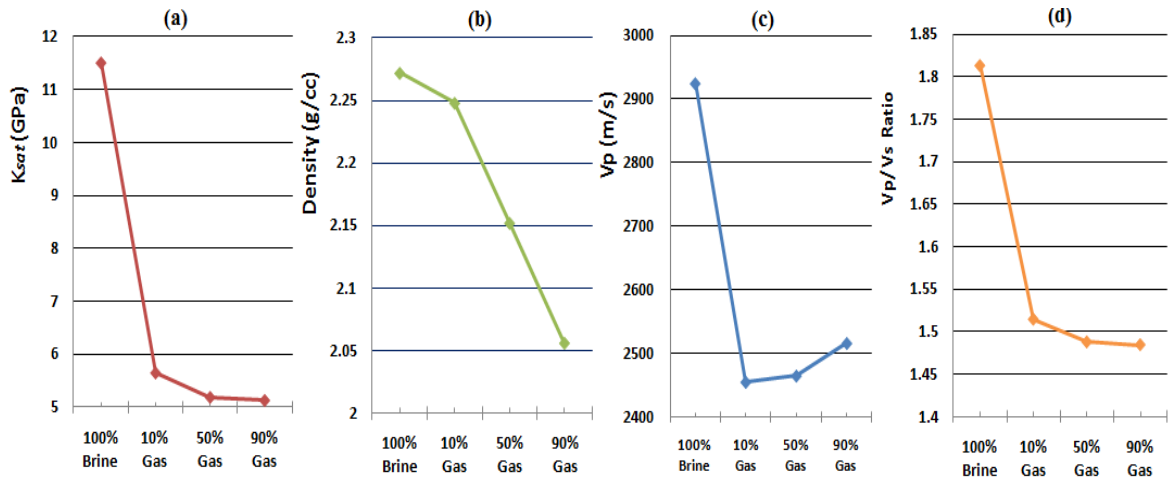 (a)
Ksat (GPa)
12
11
10
9
8
7
6
5
100% 10% 50% 90%
Brine Gas Gas Gas
(b)
Density (g/cc)
2.3
2.25
2.2
2.15
2.1
2.05
2
100% 10% 50% 90%
Brine Gas Gas Gas
(c)
Vp (m/s)
3000
2900
2800
2700
2600
2500
2400
100% 10% 50% 90%
Brine Gas Gas Gas
(d)
Vp/Vs Ratio
1.85
1.8
1.75
1.7
1.65
1.6
1.55
1.5
1.45
1.4
100% 10% 50% 90%
Brine Gas Gas Gas